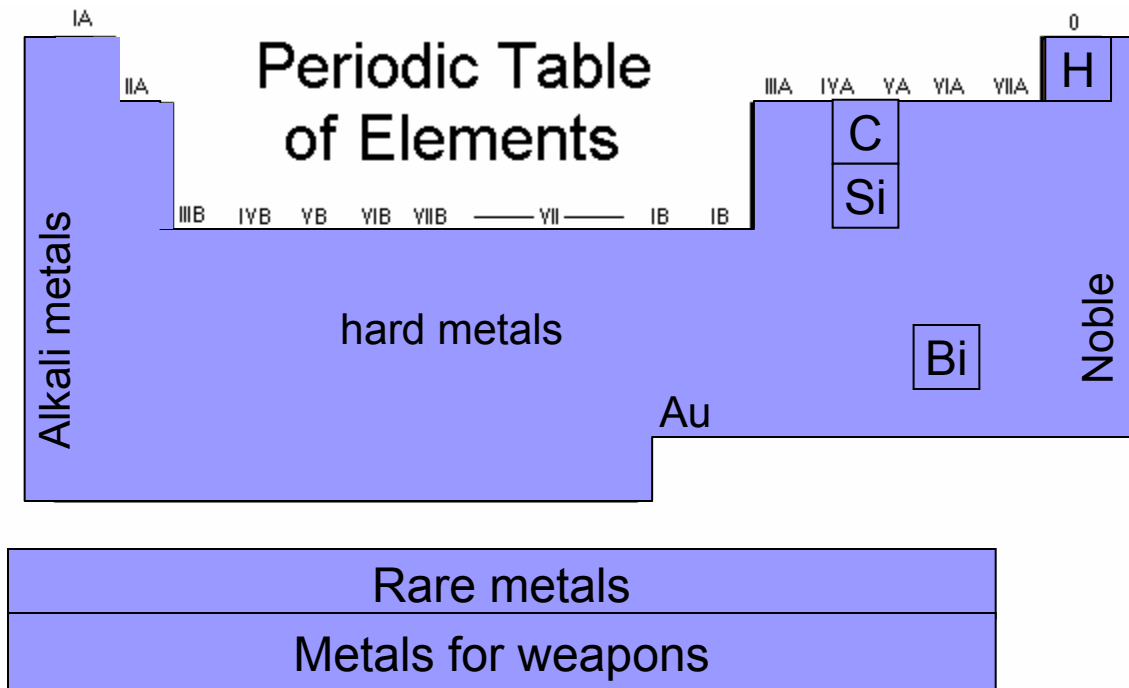 IA
0
Periodic Table
of Elements
H
IIA
IIIA IVA VA VIA VIIA
C
Si
IIIB IVB VB VIB VIIB VII IB IB
Alkali metals
hard metals
Noble
Bi
Au
Rare metals
Metals for weapons